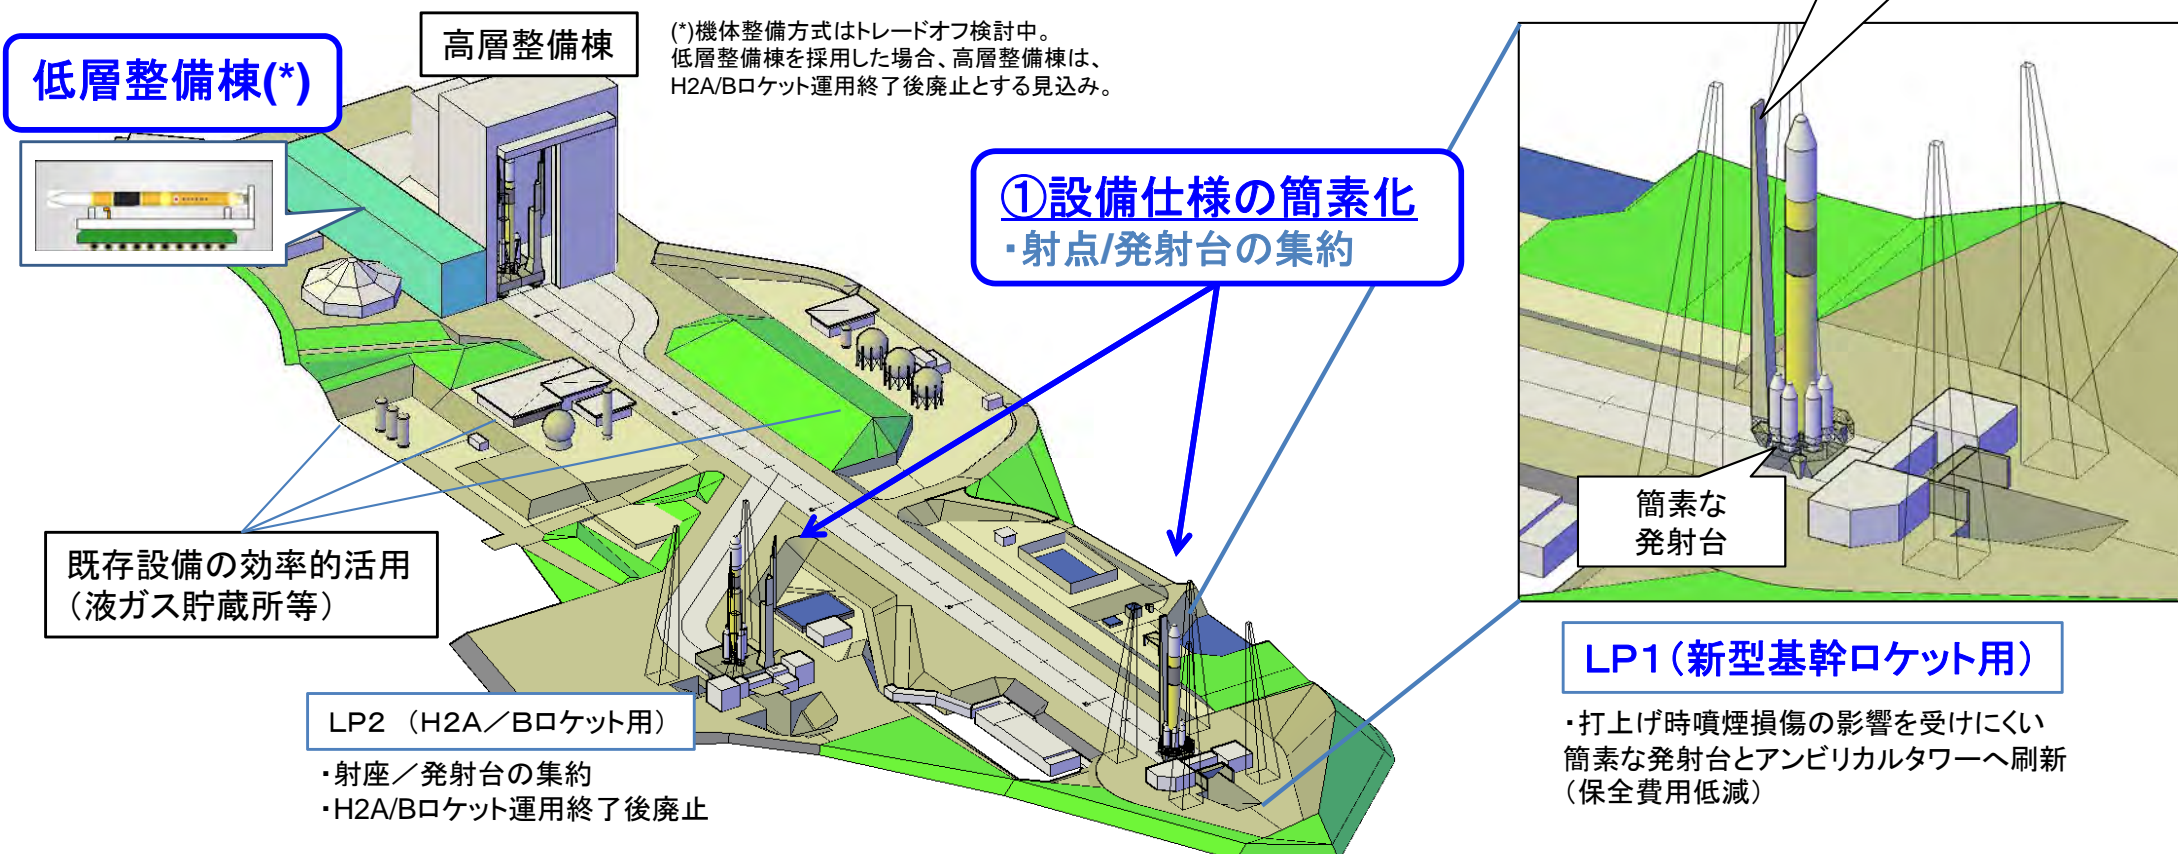 高層整備棟
(*)機体整備方式はトレードオフ検討中。
低層整備棟を採用した場合、高層整備棟は、
H2A/Bロケット運用終了後廃止とする見込み。
低層整備棟(*)
①設備仕様の簡素化
・射点/発射台の集約
既存設備の効率的活用
（液ガス貯蔵所等）
簡素な
発射台
LP2 （H2A／Bロケット用）
・射座／発射台の集約
・H2A/Bロケット運用終了後廃止
LP1（新型基幹ロケット用）
・打上げ時噴煙損傷の影響を受けにくい
簡素な発射台とアンビリカルタワーへ刷新
（保全費用低減）